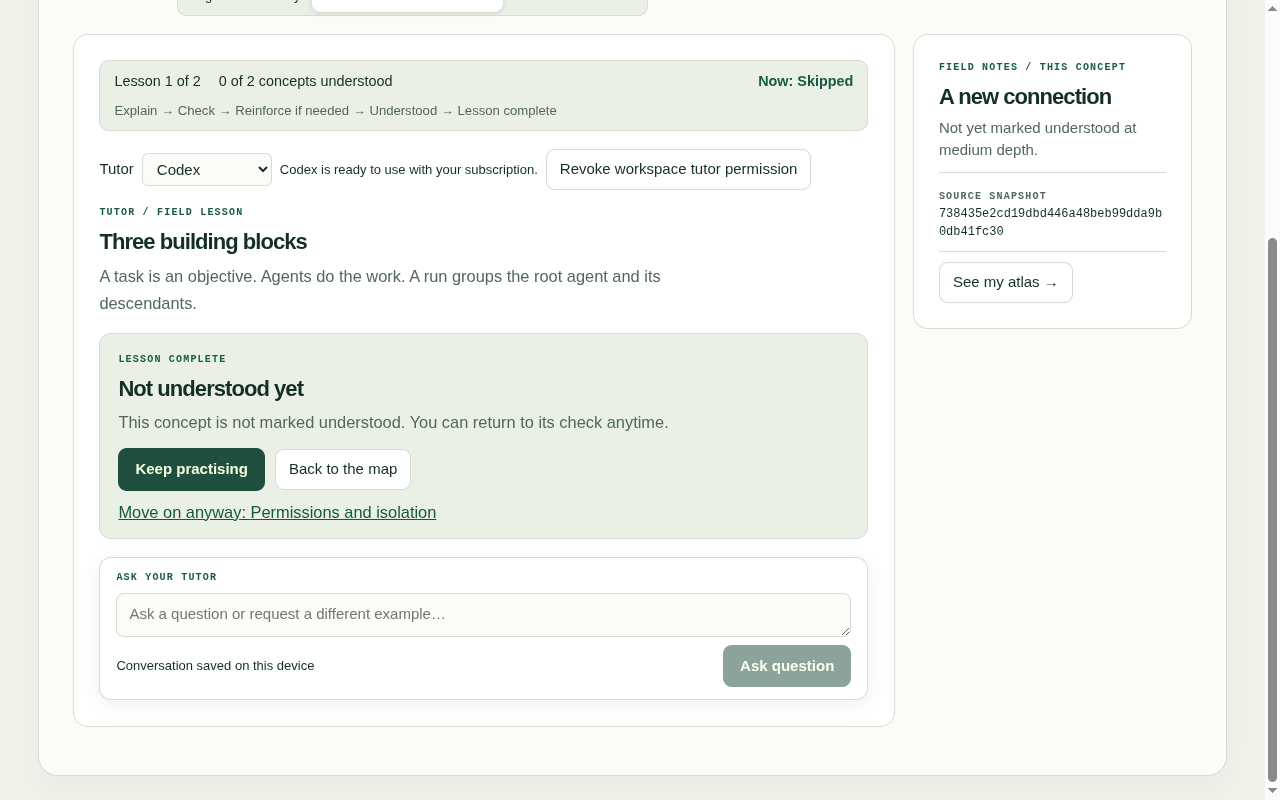 Lesson 1 of 2 0 of 2 concepts understood Now: Skipped
Explain → Check → Reinforce if needed → Understood → Lesson complete
Tutor Codex Codex is ready to use with your subscription. Revoke workspace tutor permission
TUTOR / FIELD LESSON
Three building blocks
A task is an objective. Agents do the work. A run groups the root agent and its
descendants.
LESSON COMPLETE
Not understood yet
This concept is not marked understood. You can return to its check anytime.
Keep practising Back to the map
Move on anyway: Permissions and isolation
ASK YOUR TUTOR
Ask a question or request a different example…
Conversation saved on this device Ask question
FIELD NOTES / THIS CONCEPT
A new connection
Not yet marked understood at
medium depth.
SOURCE SNAPSHOT
738435e2cd19dbd446a48beb99dda9b
0db41fc30
See my atlas →